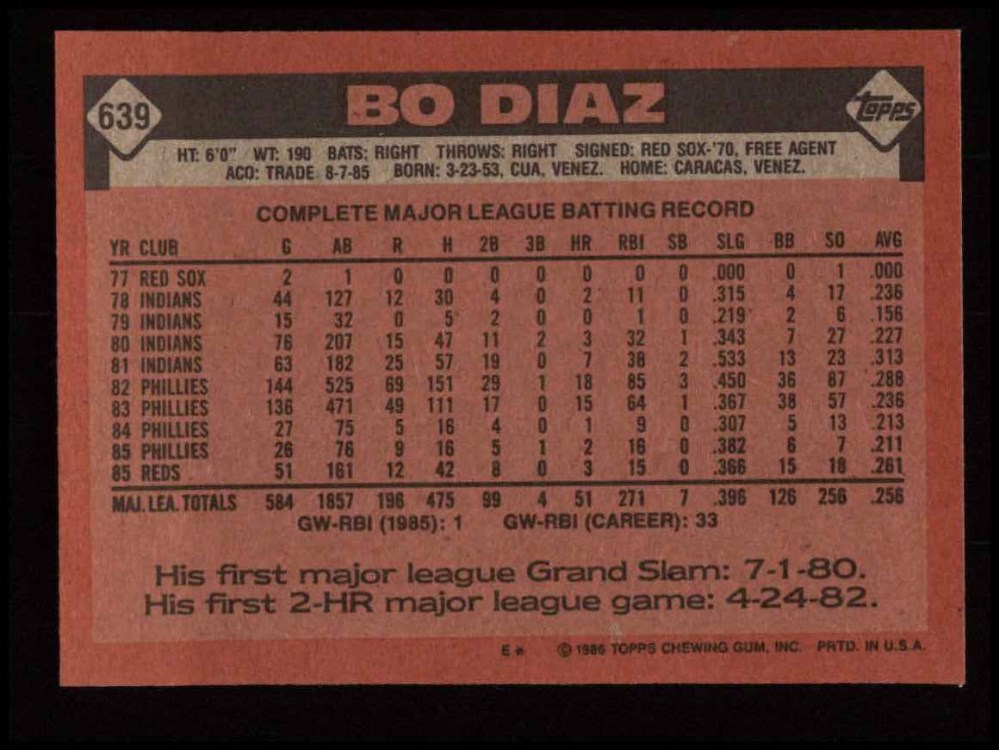 639 BO DIAZ Topps
HT: 6'0" WT: 190 BATS: RIGHT THROWS: RIGHT SIGNED: RED SOX-'70, FREE AGENT
ACQ: TRADE 8-7-85 BORN: 3-23-53, CUA, VENEZ. HOME: CARACAS, VENEZ.
COMPLETE MAJOR LEAGUE BATTING RECORD
YR CLUB G AB R H 2B 3B HR RBI SB SLG BB SO AVG
77 RED SOX 2 1 0 0 0 0 0 0 0 .000 0 1 .000
78 INDIANS 44 127 12 30 4 0 2 11 0 .315 4 17 .236
79 INDIANS 15 32 0 5 2 0 0 1 0 .219 2 6 .156
80 INDIANS 76 207 15 47 11 2 3 32 1 .343 7 27 .227
81 INDIANS 63 182 25 57 19 0 7 38 2 .533 13 23 .313
82 PHILLIES 144 525 69 151 29 1 18 85 3 .450 36 87 .288
83 PHILLIES 136 471 49 111 17 0 15 64 1 .367 38 57 .236
84 PHILLIES 27 75 5 16 4 0 1 9 0 .307 5 13 .213
85 PHILLIES 26 76 9 16 5 1 2 16 0 .382 6 7 .211
85 REDS 51 161 12 42 8 0 3 15 0 .366 15 18 .261
MAJ. LEA. TOTALS 584 1857 196 475 99 4 51 271 7 .396 126 256 .256
GW-RBI (1985): 1 GW-RBI (CAREER): 33
His first major league Grand Slam: 7-1-80.
His first 2-HR major league game: 4-24-82.
E* © 1986 TOPPS CHEWING GUM, INC. PRTD. IN U.S.A.